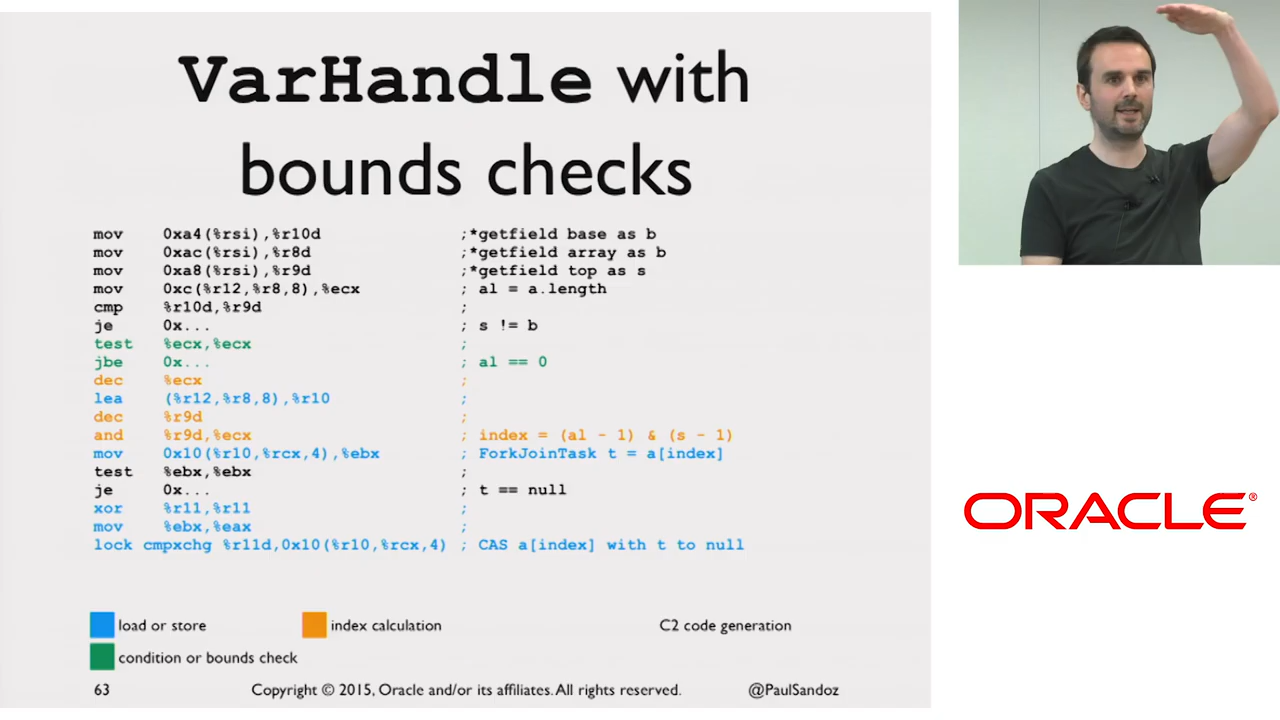 VarHandle with
bounds checks
mov 0xa4(%rsi),%r10d ;*getfield base as b
mov 0xac(%rsi),%r8d ;*getfield array as b
mov 0xa8(%rsi),%r9d ;*getfield top as s
mov 0xc(%r12,%r8,8),%ecx ; al = a.length
cmp %r10d,%r9d ;
je 0x... ; s != b
test %ecx,%ecx ;
jbe 0x... ; al == 0
dec %ecx ;
lea (%r12,%r8,8),%r10 ;
dec %r9d ;
and %r9d,%ecx ; index = (al - 1) & (s - 1)
mov 0x10(%r10,%rcx,4),%ebx ; ForkJoinTask t = a[index]
test %ebx,%ebx ;
je 0x... ; t == null
xor %r11,%r11 ;
mov %ebx,%eax ;
lock cmpxchg %r11d,0x10(%r10,%rcx,4) ; CAS a[index] with t to null
load or store index calculation C2 code generation
condition or bounds check
63 Copyright © 2015, Oracle and/or its affiliates. All rights reserved. @PaulSandoz
ORACLE®